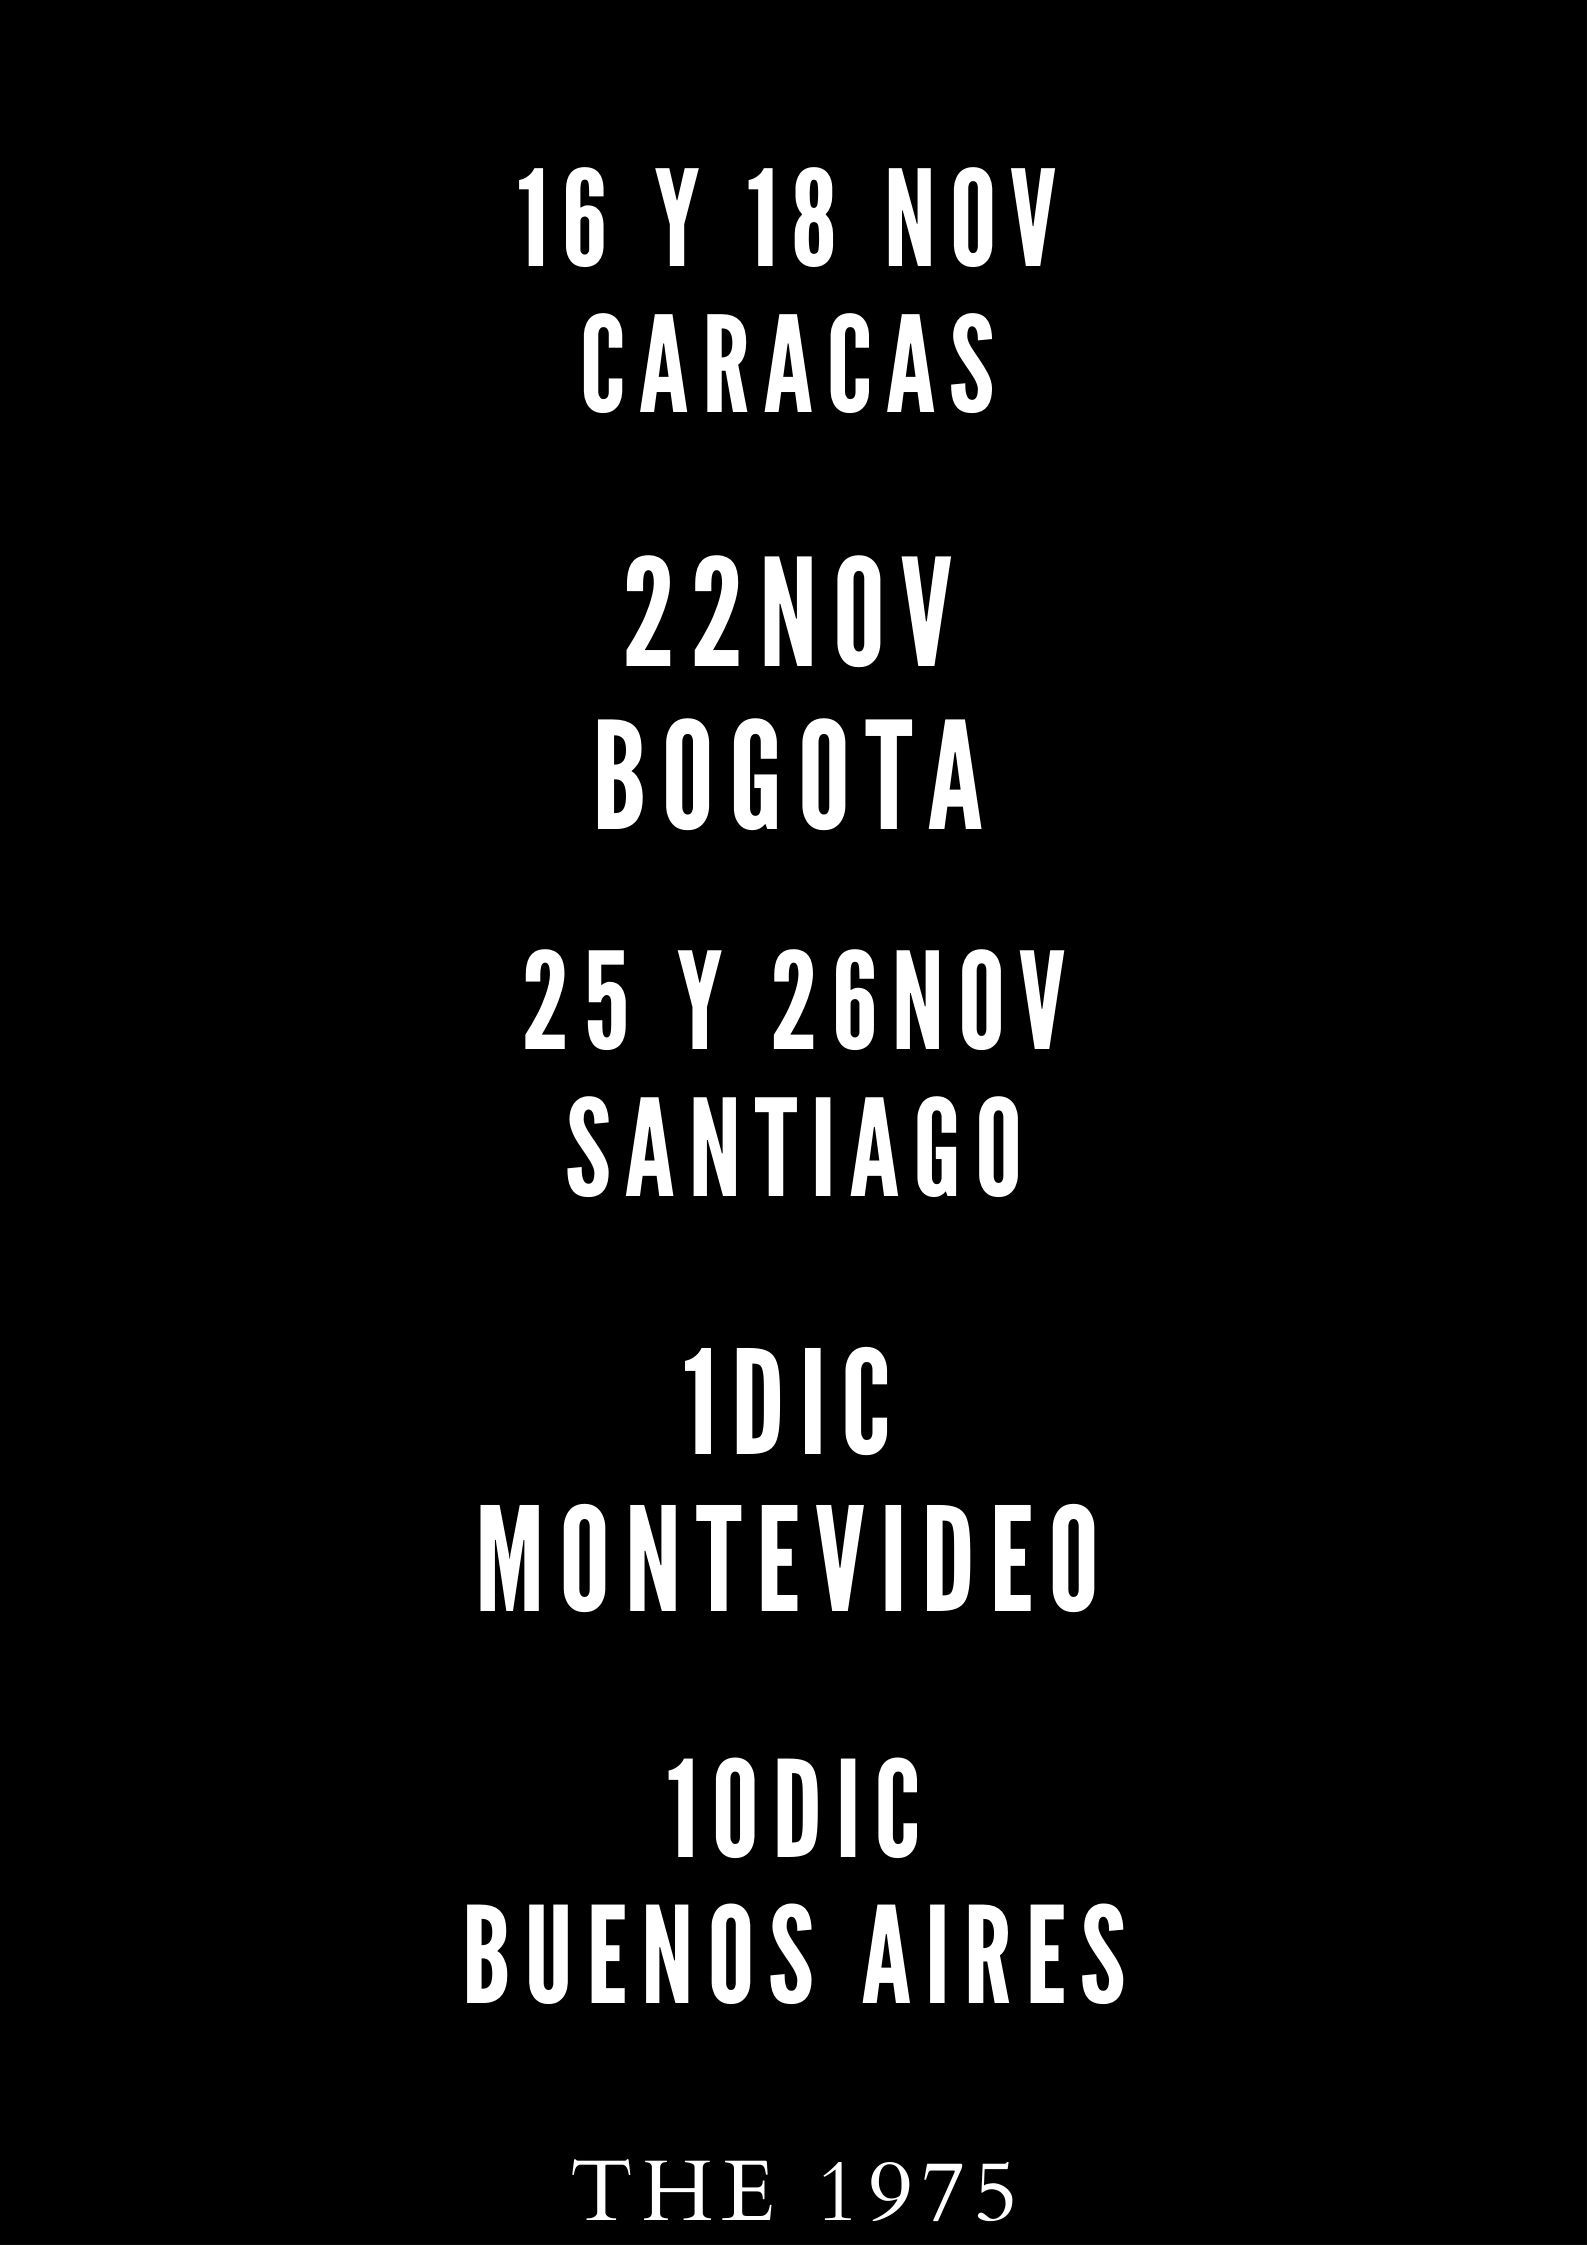 16 Y 18 NOV
CARACAS
22NOV
BOGOTA
25 Y 26NOV
SANTIAGO
1DIC
MONTEVIDEO
10DIC
BUENOS AIRES
THE 1975